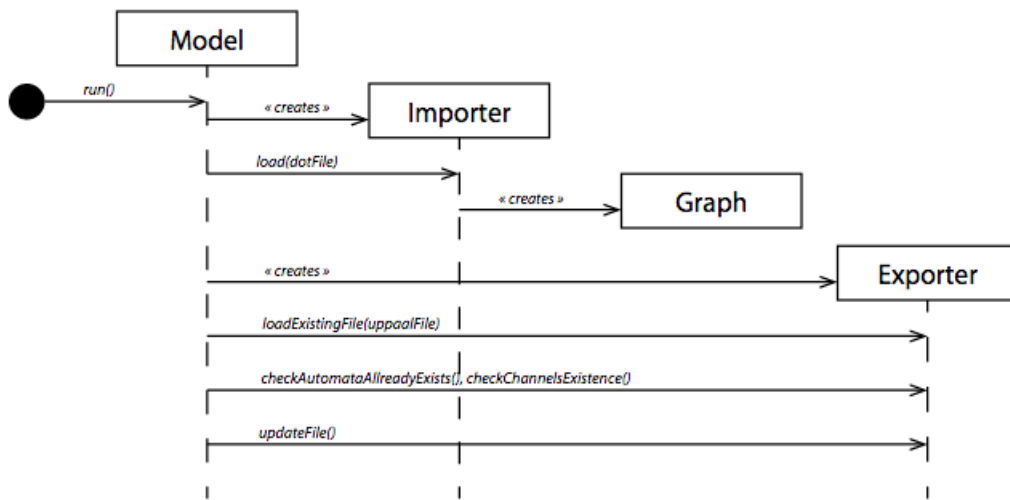 Model
run()
« creates »
Importer
load(dotFile)
« creates »
Graph
« creates »
Exporter
loadExistingFile(uppaalFile)
checkAutomataAllreadyExists(), checkChannelsExistence()
updateFile()